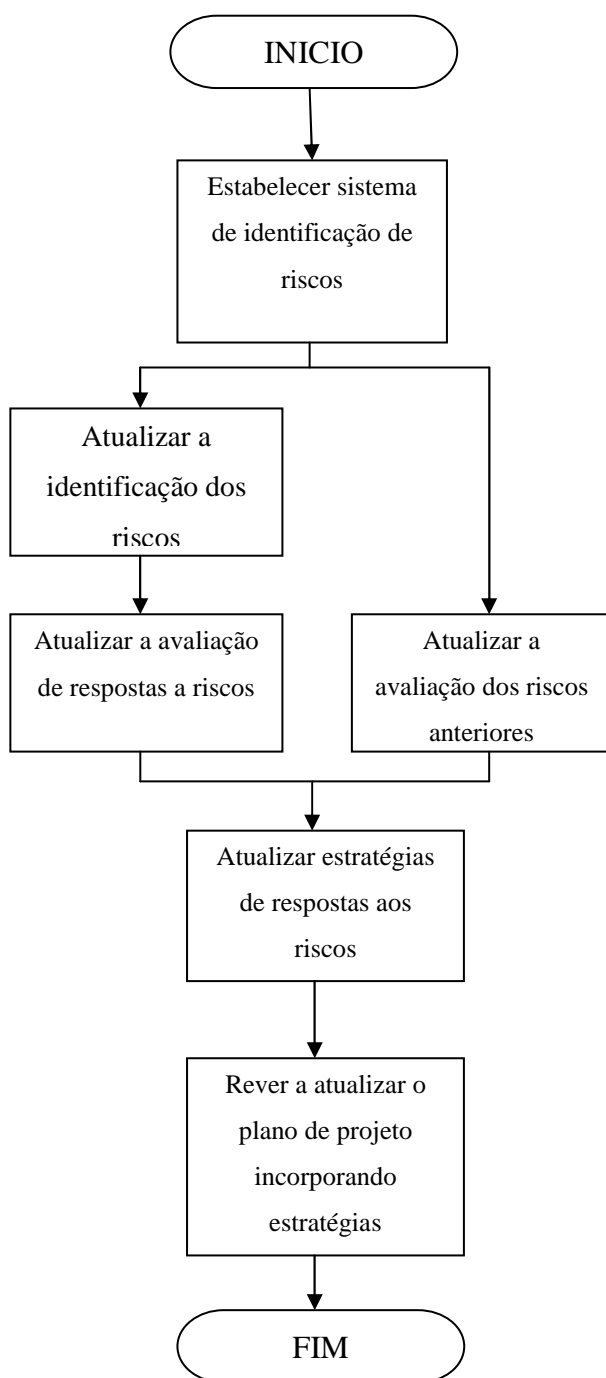 INICIO
Estabelecer sistema
de identificação de
riscos
Atualizar a
identificação dos
riscos
Atualizar a avaliação
de respostas a riscos
Atualizar a
avaliação dos riscos
anteriores
Atualizar estratégias
de respostas aos
riscos
Rever a atualizar o
plano de projeto
incorporando
estratégias
FIM